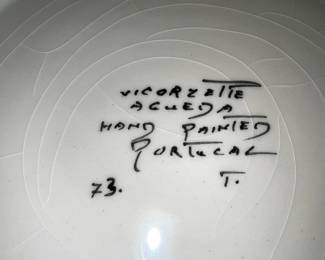 VICORZETTE
AGUEDA
HAND PAINTED
PORTUGAL
73. T.